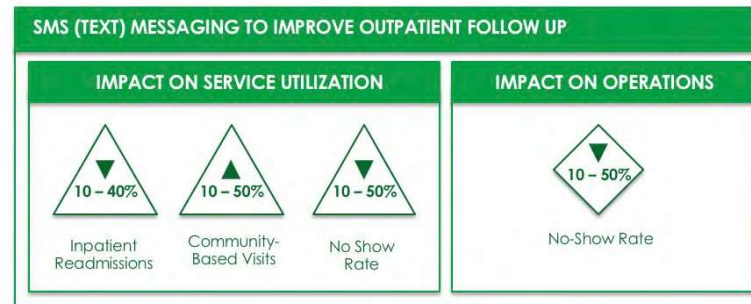 SMS (TEXT) MESSAGING TO IMPROVE OUTPATIENT FOLLOW UP
IMPACT ON SERVICE UTILIZATION
▼
10 – 40%
Inpatient
Readmissions
▲
10 – 50%
Community-
Based Visits
▼
10 – 50%
No Show
Rate
IMPACT ON OPERATIONS
▼
10 – 50%
No-Show Rate